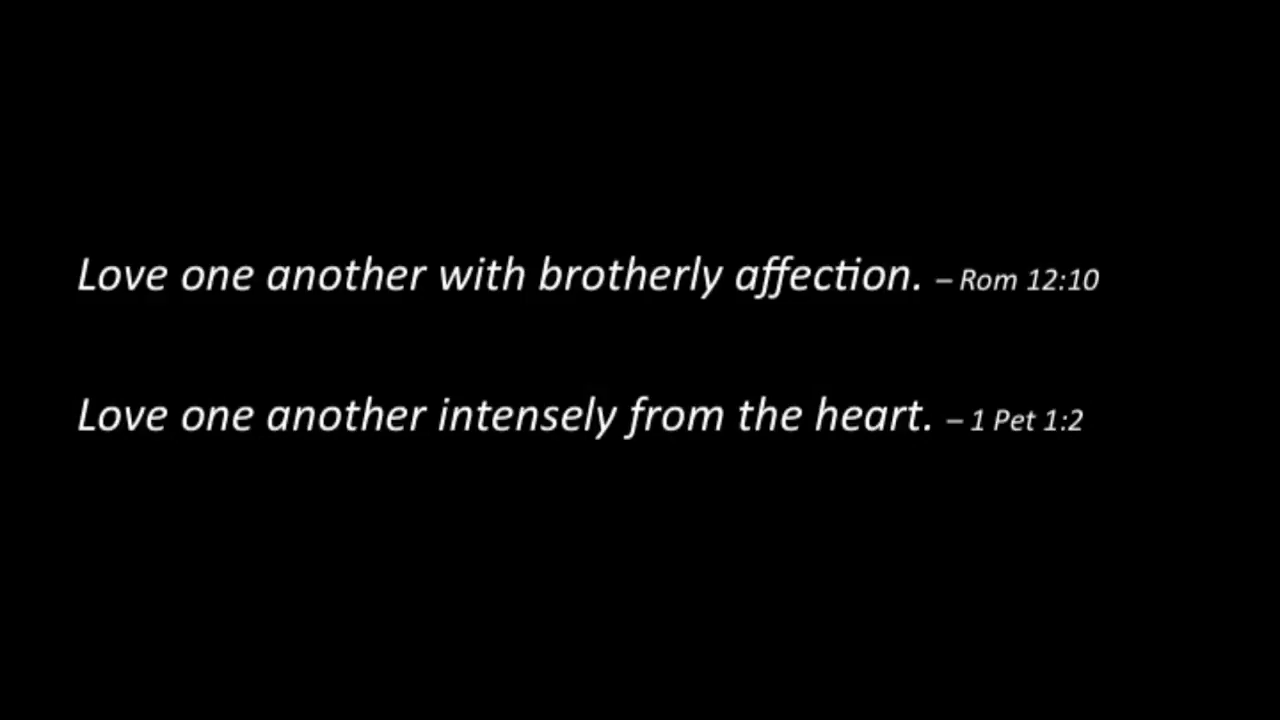 Love one another with brotherly affection. – Rom 12:10
Love one another intensely from the heart. – 1 Pet 1:2